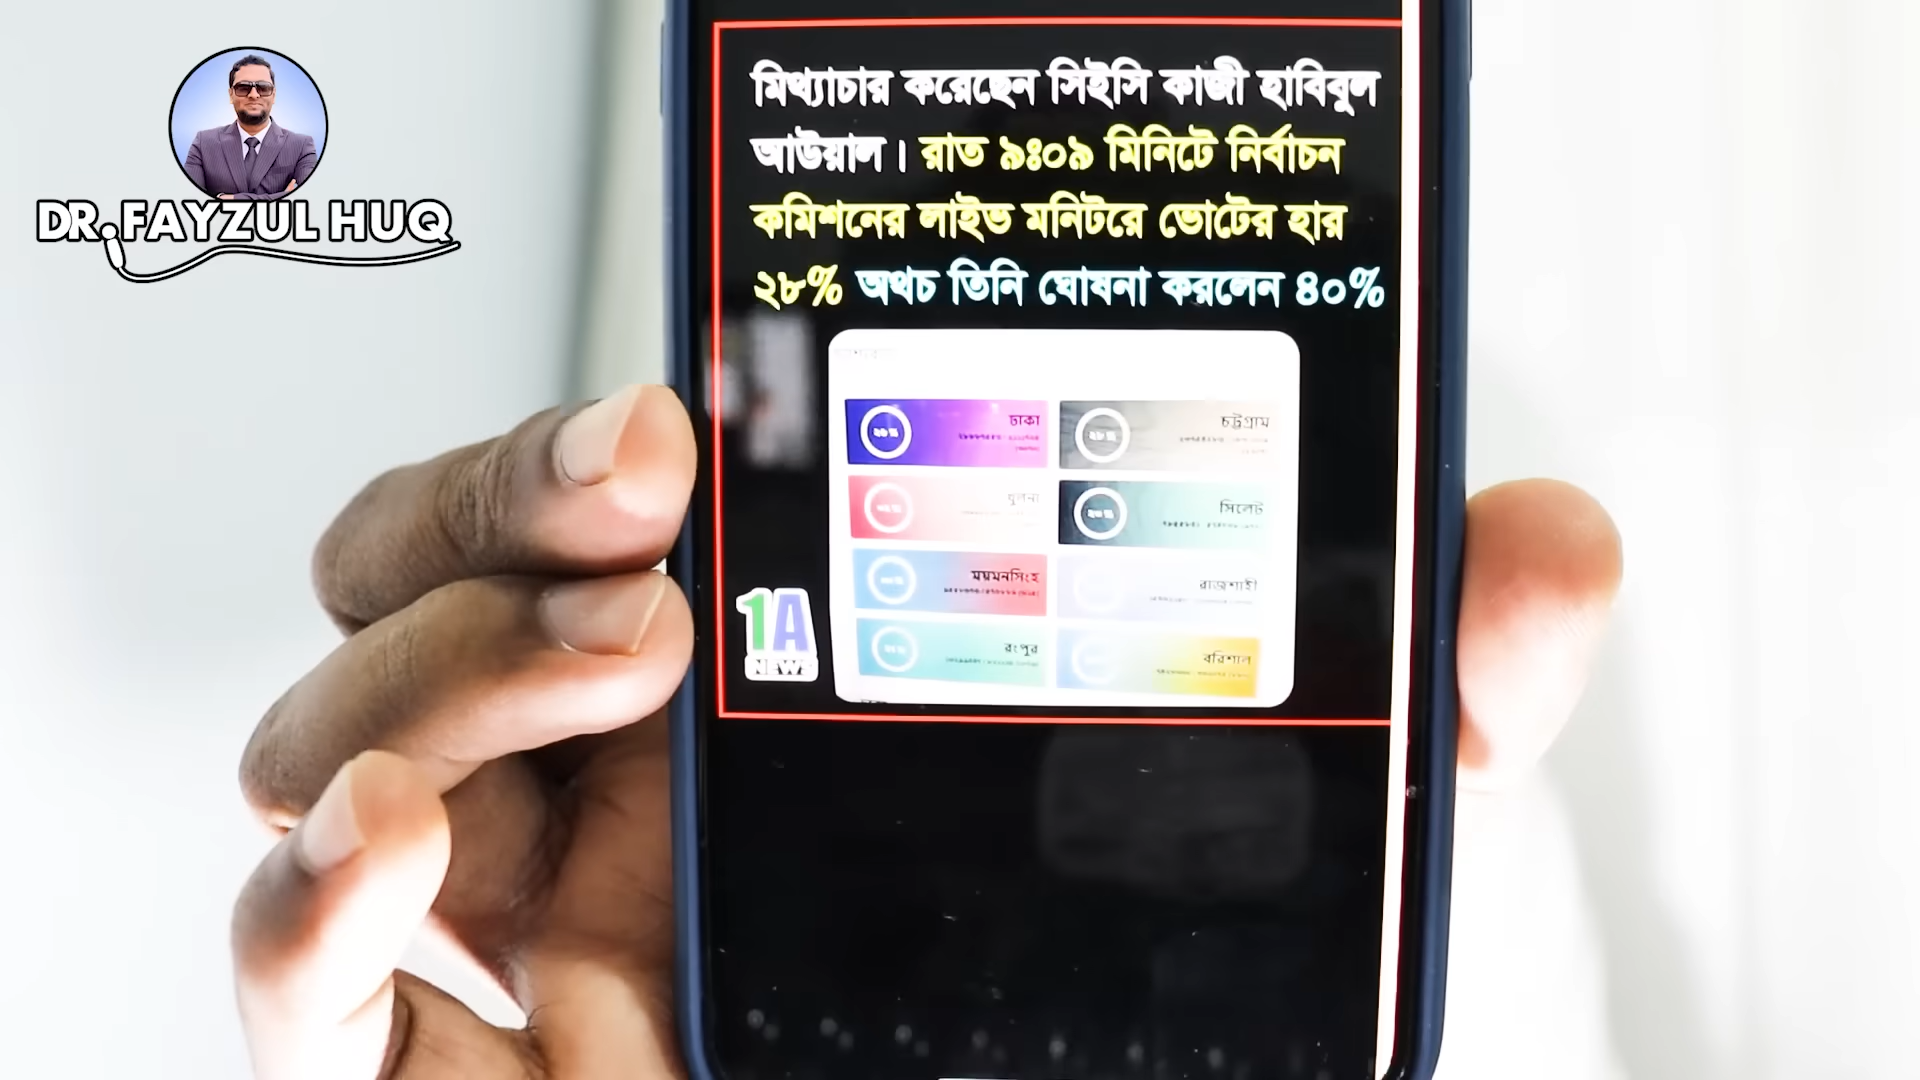 DR. FAYZUL HUQ
মিথ্যাচার করেছেন সিইসি কাজী হাবিবুল
আউয়াল। রাত ৯ঃ০৯ মিনিটে নির্বাচন
কমিশনের লাইভ মনিটরে ভোটের হার
২৮% অথচ তিনি ঘোষনা করলেন ৪০%
ঢাকা
চট্টগ্রাম
খুলনা
সিলেট
ময়মনসিংহ
রাজশাহী
রংপুর
বরিশাল
1A
NEWS